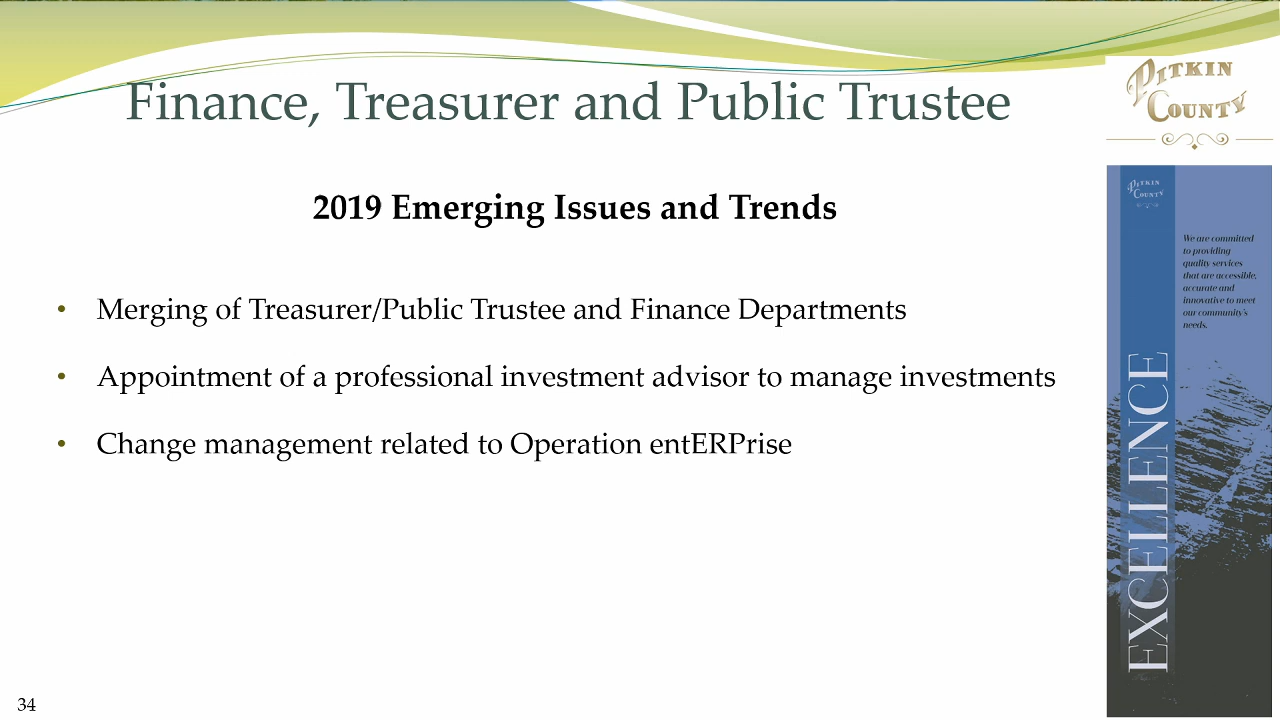 Finance, Treasurer and Public Trustee
PITKIN
COUNTY
2019 Emerging Issues and Trends
• Merging of Treasurer/Public Trustee and Finance Departments
• Appointment of a professional investment advisor to manage investments
• Change management related to Operation entERPrise
PITKIN
COUNTY
We are committed
to providing
quality services
that are accessible,
accurate and
innovative to meet
our community's
needs.
EXCELLENCE
34